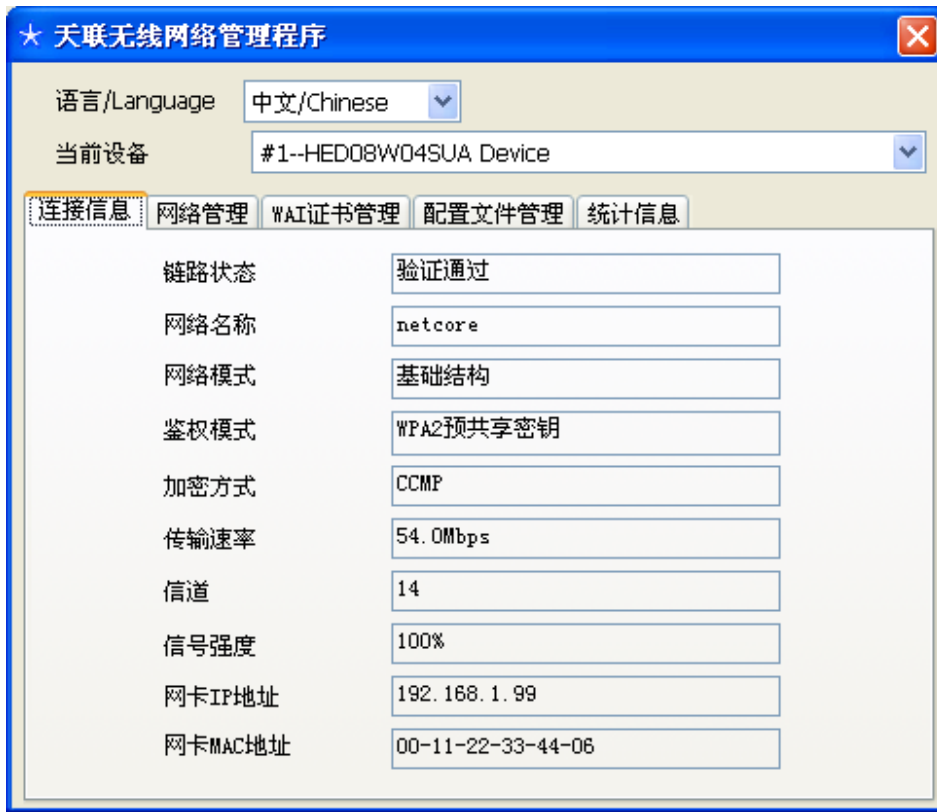 天联无线网络管理程序
语言/Language 中文/Chinese
当前设备 #1--HED08W04SUA Device
连接信息 网络管理 WAI证书管理 配置文件管理 统计信息
链路状态 验证通过
网络名称 netcore
网络模式 基础结构
鉴权模式 WPA2预共享密钥
加密方式 CCMP
传输速率 54.0Mbps
信道 14
信号强度 100%
网卡IP地址 192.168.1.99
网卡MAC地址 00-11-22-33-44-06